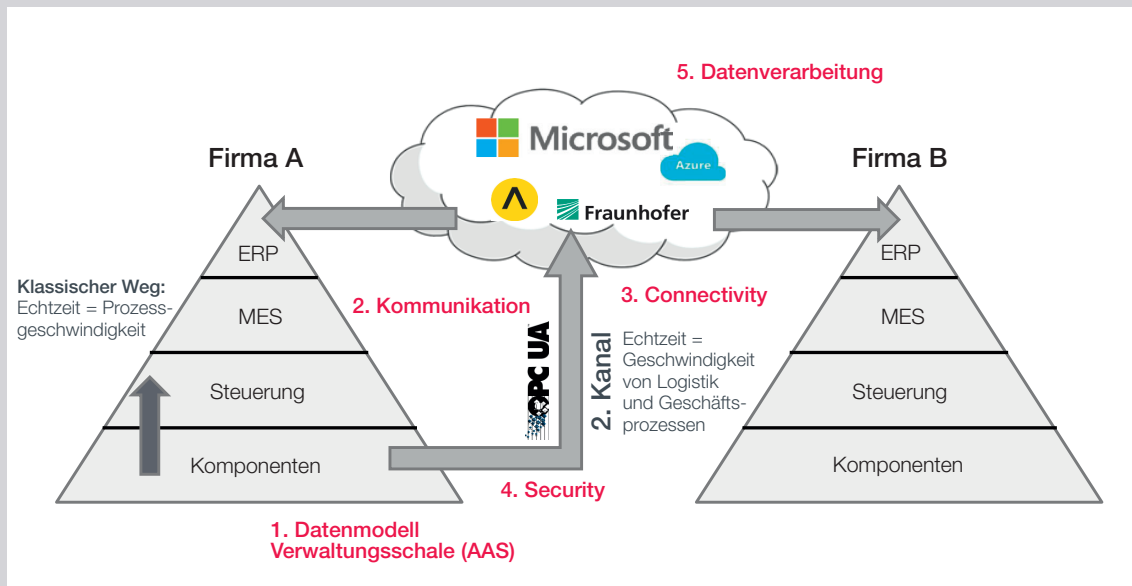 5. Datenverarbeitung
Microsoft
Azure
Fraunhofer
Firma A
Firma B
ERP
MES
Steuerung
Komponenten
Klassischer Weg:
Echtzeit = Prozess-
geschwindigkeit
2. Kommunikation
OPC UA
2. Kanal
3. Connectivity
Echtzeit =
Geschwindigkeit
von Logistik
und Geschäfts-
prozessen
4. Security
1. Datenmodell
Verwaltungsschale (AAS)
ERP
MES
Steuerung
Komponenten